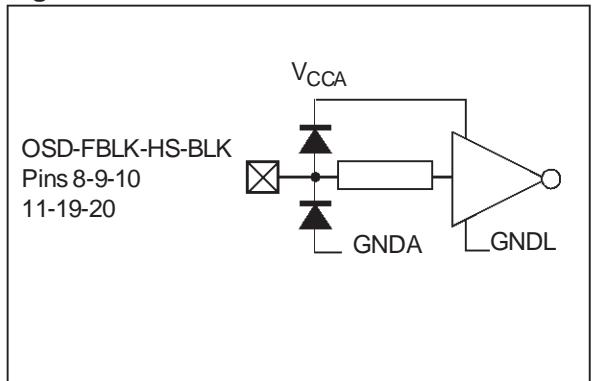 VCCA
OSD-FBLK-HS-BLK
Pins 8-9-10
11-19-20
GNDA
GNDL